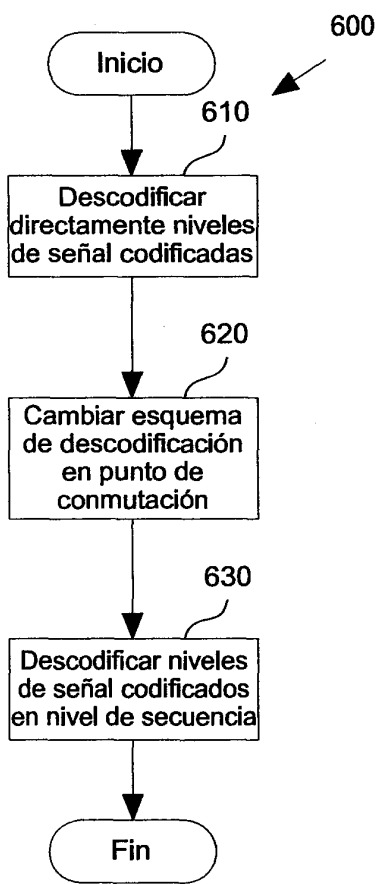 600
Inicio
610
Descodificar
directamente niveles
de señal codificadas
620
Cambiar esquema
de descodificación
en punto de
conmutación
630
Descodificar niveles
de señal codificados
en nivel de secuencia
Fin